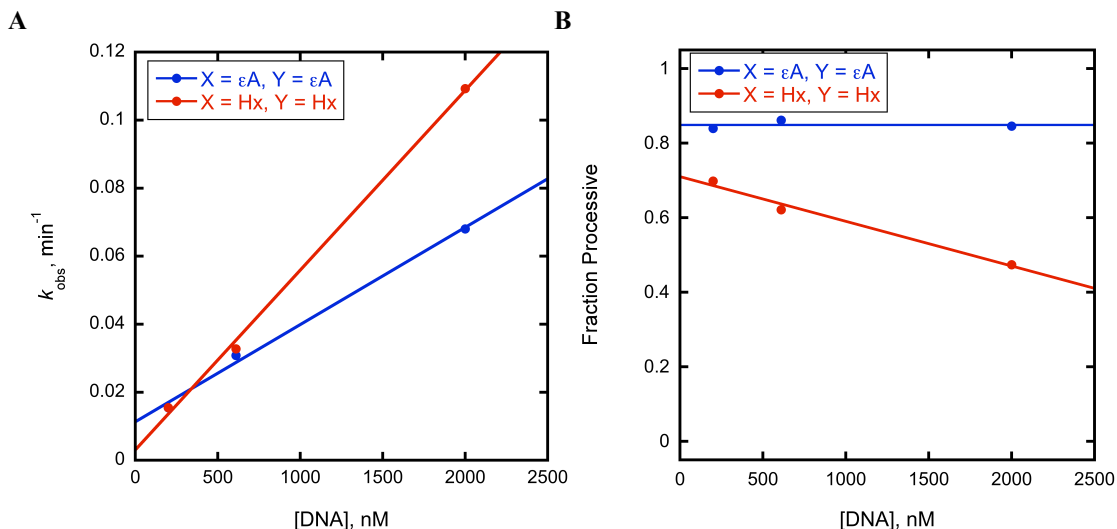 A
0.12
0.1
0.08
0.06
0.04
0.02
0
k obs, min⁻¹
X = εA, Y = εA
X = Hx, Y = Hx
0 500 1000 1500 2000 2500
[DNA], nM
B
1
0.8
0.6
0.4
0.2
0
Fraction Processive
X = εA, Y = εA
X = Hx, Y = Hx
0 500 1000 1500 2000 2500
[DNA], nM